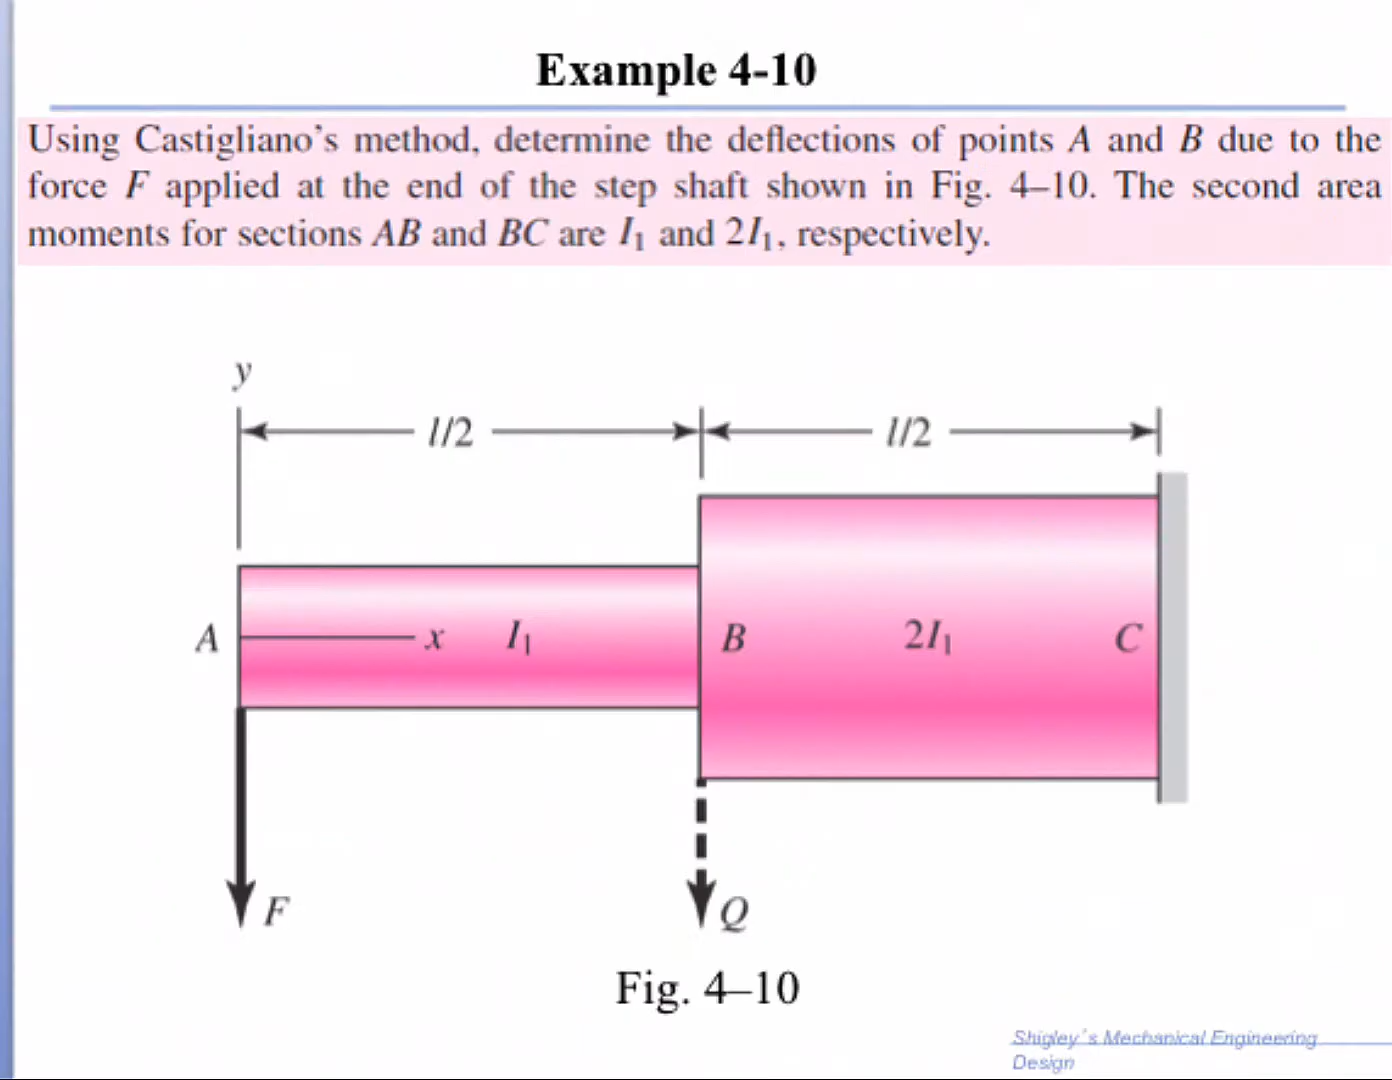 Example 4-10
Using Castigliano's method, determine the deflections of points A and B due to the
force F applied at the end of the step shaft shown in Fig. 4–10. The second area
moments for sections AB and BC are I₁ and 2I₁, respectively.
y
l/2
l/2
A
x
I₁
B
2I₁
C
F
Q
Fig. 4–10
Shigley's Mechanical Engineering
Design